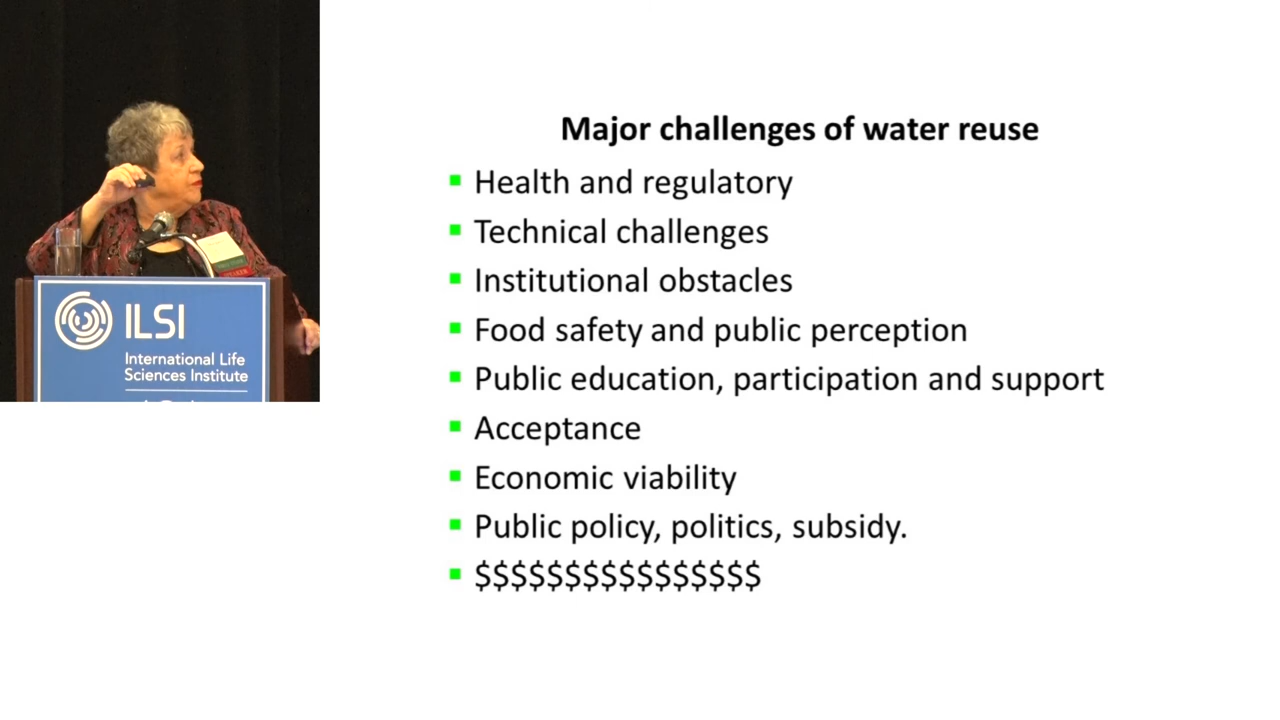 ILSI
International Life
Sciences Institute
Major challenges of water reuse
Health and regulatory
Technical challenges
Institutional obstacles
Food safety and public perception
Public education, participation and support
Acceptance
Economic viability
Public policy, politics, subsidy.
$$$$$$$$$$$$$$$$